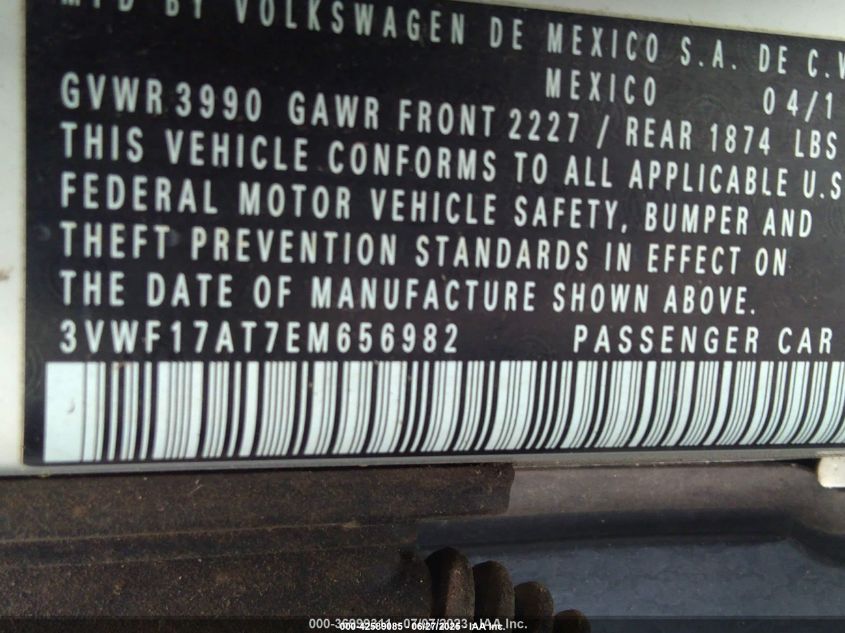 MFD BY VOLKSWAGEN DE MEXICO S.A. DE C.V
MEXICO 04/1
GVWR 3990 GAWR FRONT 2227 / REAR 1874 LBS
THIS VEHICLE CONFORMS TO ALL APPLICABLE U.S
FEDERAL MOTOR VEHICLE SAFETY, BUMPER AND
THEFT PREVENTION STANDARDS IN EFFECT ON
THE DATE OF MANUFACTURE SHOWN ABOVE.
3VWF17AT7EM656982 PASSENGER CAR